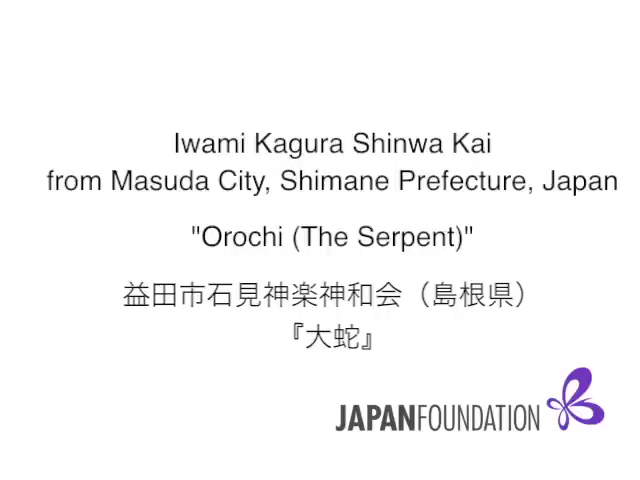 Iwami Kagura Shinwa Kai
from Masuda City, Shimane Prefecture, Japan
"Orochi (The Serpent)"
益田市石見神楽神和会（島根県）
『大蛇』
JAPANFOUNDATION